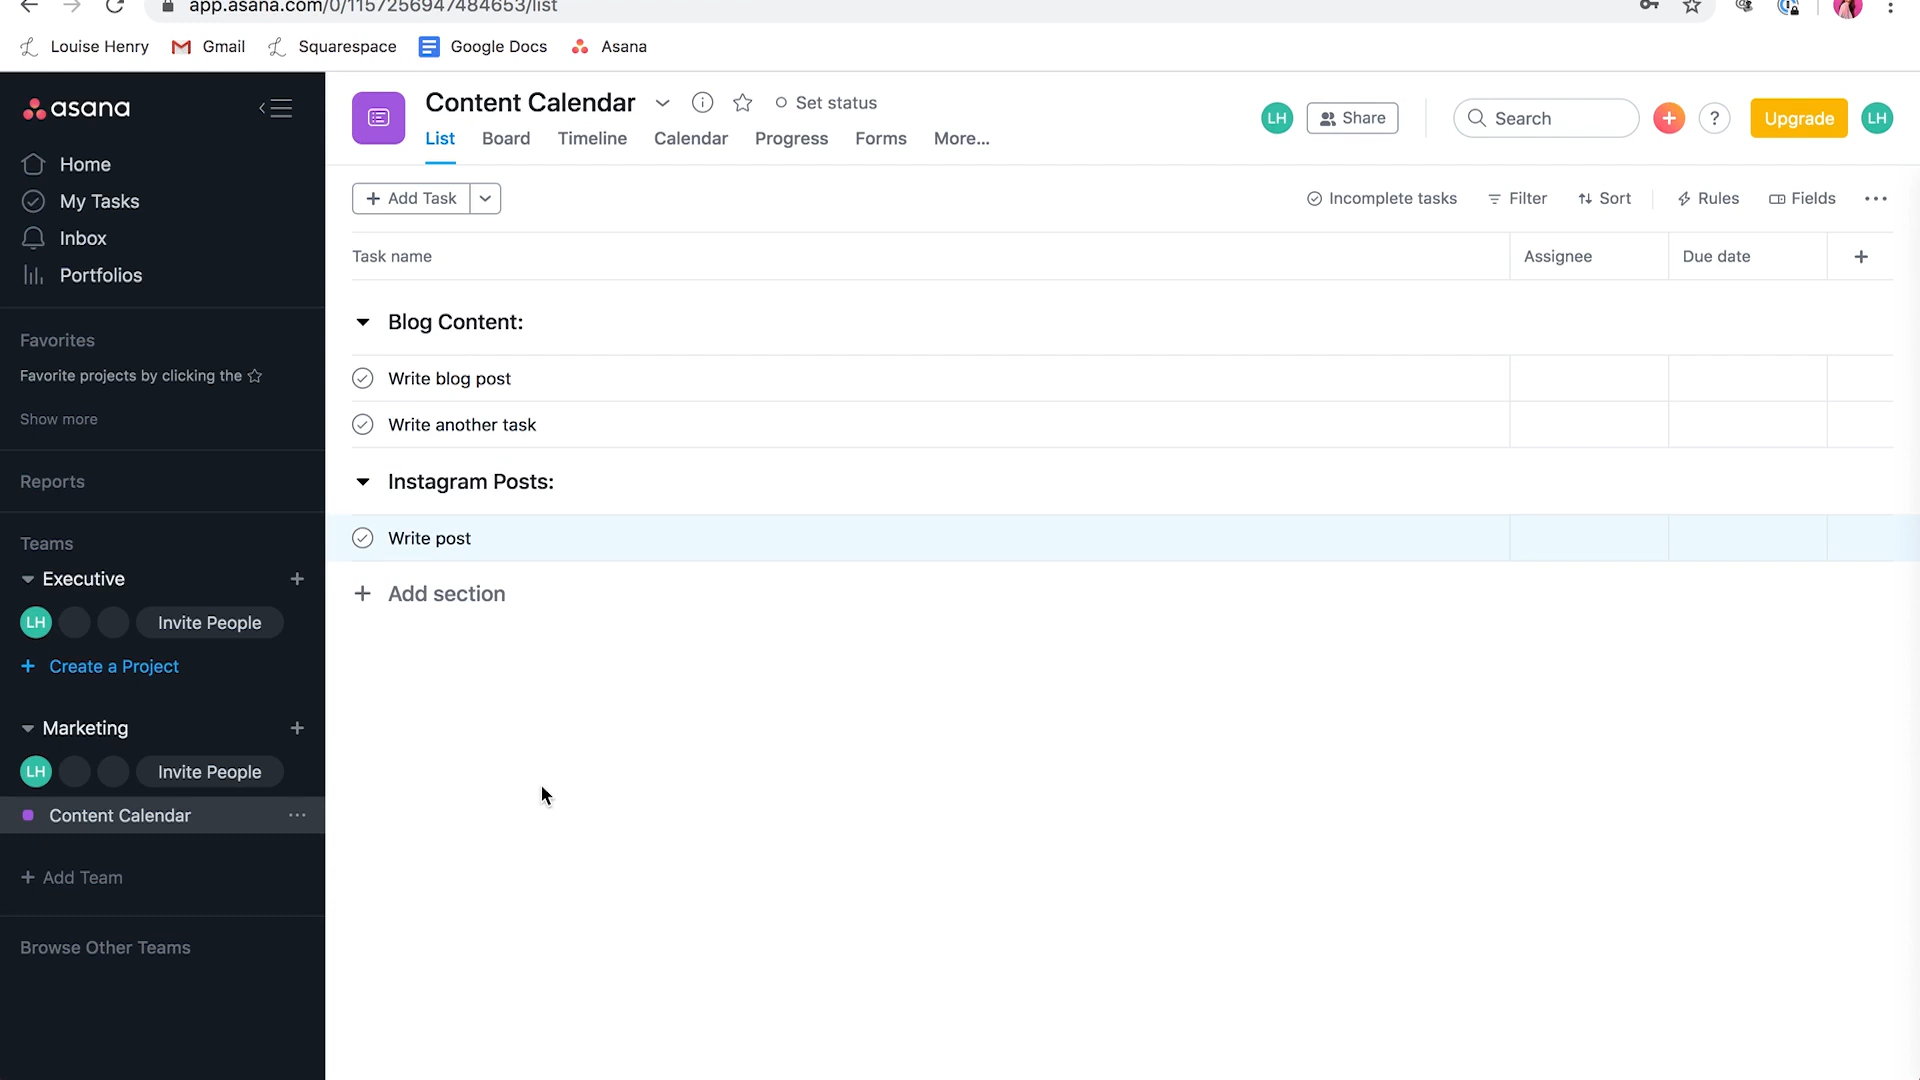 app.asana.com/0/1157256947484653/list
Louise Henry Gmail Squarespace Google Docs Asana
asana
Home
My Tasks
Inbox
Portfolios
Favorites
Favorite projects by clicking the
Show more
Reports
Teams
Executive
LH Invite People
Create a Project
Marketing
LH Invite People
Content Calendar
Add Team
Browse Other Teams
Content Calendar Set status
List Board Timeline Calendar Progress Forms More...
LH Share Search ? Upgrade LH
Add Task Incomplete tasks Filter Sort Rules Fields
Task name Assignee Due date
Blog Content:
Write blog post
Write another task
Instagram Posts:
Write post
Add section